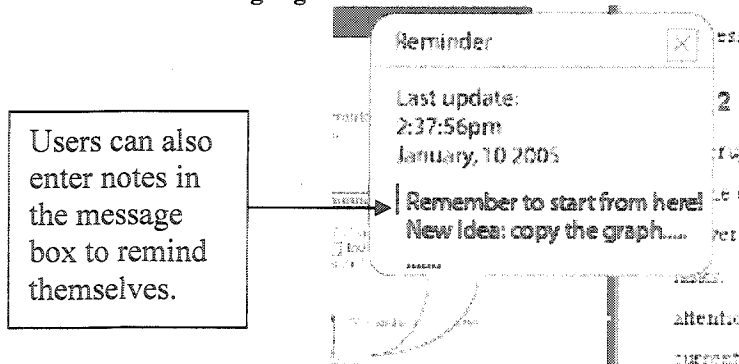 Reminder
Last update:
2:37:56pm
January, 10 2005
Users can also
enter notes in
the message
box to remind
themselves.
Remember to start from here!
New Idea: copy the graph.....
2